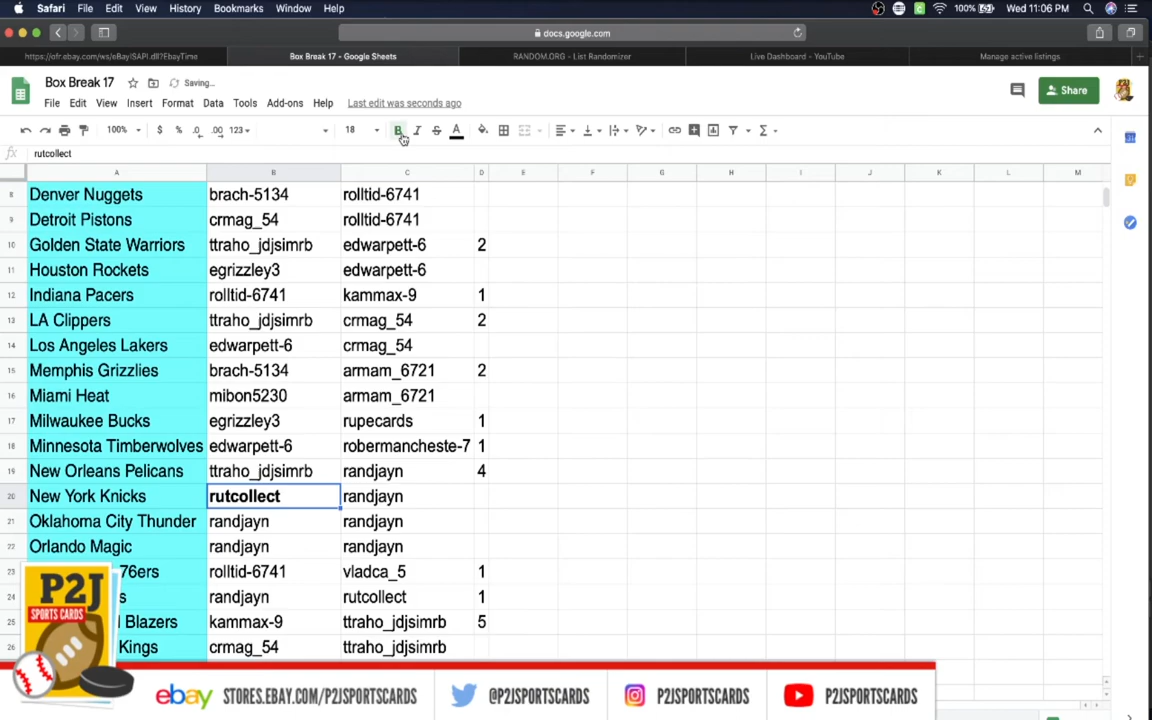 Safari File Edit View History Bookmarks Window Help 100% Wed 11:06 PM
docs.google.com
https://ofr.ebay.com/ws/eBayISAPI.dll?EbayTime Box Break 17 - Google Sheets RANDOM.ORG - List Randomizer Live Dashboard - YouTube Manage active listings
Box Break 17 Saving... Share
File Edit View Insert Format Data Tools Add-ons Help Last edit was seconds ago
100% $ % .0 .00 123 18 B I S A
fx rutcollect
A B C D E F G H I J K L M
8 Denver Nuggets brach-5134 rolltid-6741
9 Detroit Pistons crmag_54 rolltid-6741
10 Golden State Warriors ttraho_jdjsimrb edwarpett-6 2
11 Houston Rockets egrizzley3 edwarpett-6
12 Indiana Pacers rolltid-6741 kammax-9 1
13 LA Clippers ttraho_jdjsimrb crmag_54 2
14 Los Angeles Lakers edwarpett-6 crmag_54
15 Memphis Grizzlies brach-5134 armam_6721 2
16 Miami Heat mibon5230 armam_6721
17 Milwaukee Bucks egrizzley3 rupecards 1
18 Minnesota Timberwolves edwarpett-6 robermancheste-7 1
19 New Orleans Pelicans ttraho_jdjsimrb randjayn 4
20 New York Knicks rutcollect randjayn
21 Oklahoma City Thunder randjayn randjayn
22 Orlando Magic randjayn randjayn
23 76ers rolltid-6741 vladca_5 1
24 s randjayn rutcollect 1
25 Blazers kammax-9 ttraho_jdjsimrb 5
26 Kings crmag_54 ttraho_jdjsimrb
P2J
SPORTS CARDS
ebay STORES.EBAY.COM/P2JSPORTSCARDS @P2JSPORTSCARDS P2JSPORTSCARDS P2JSPORTSCARDS